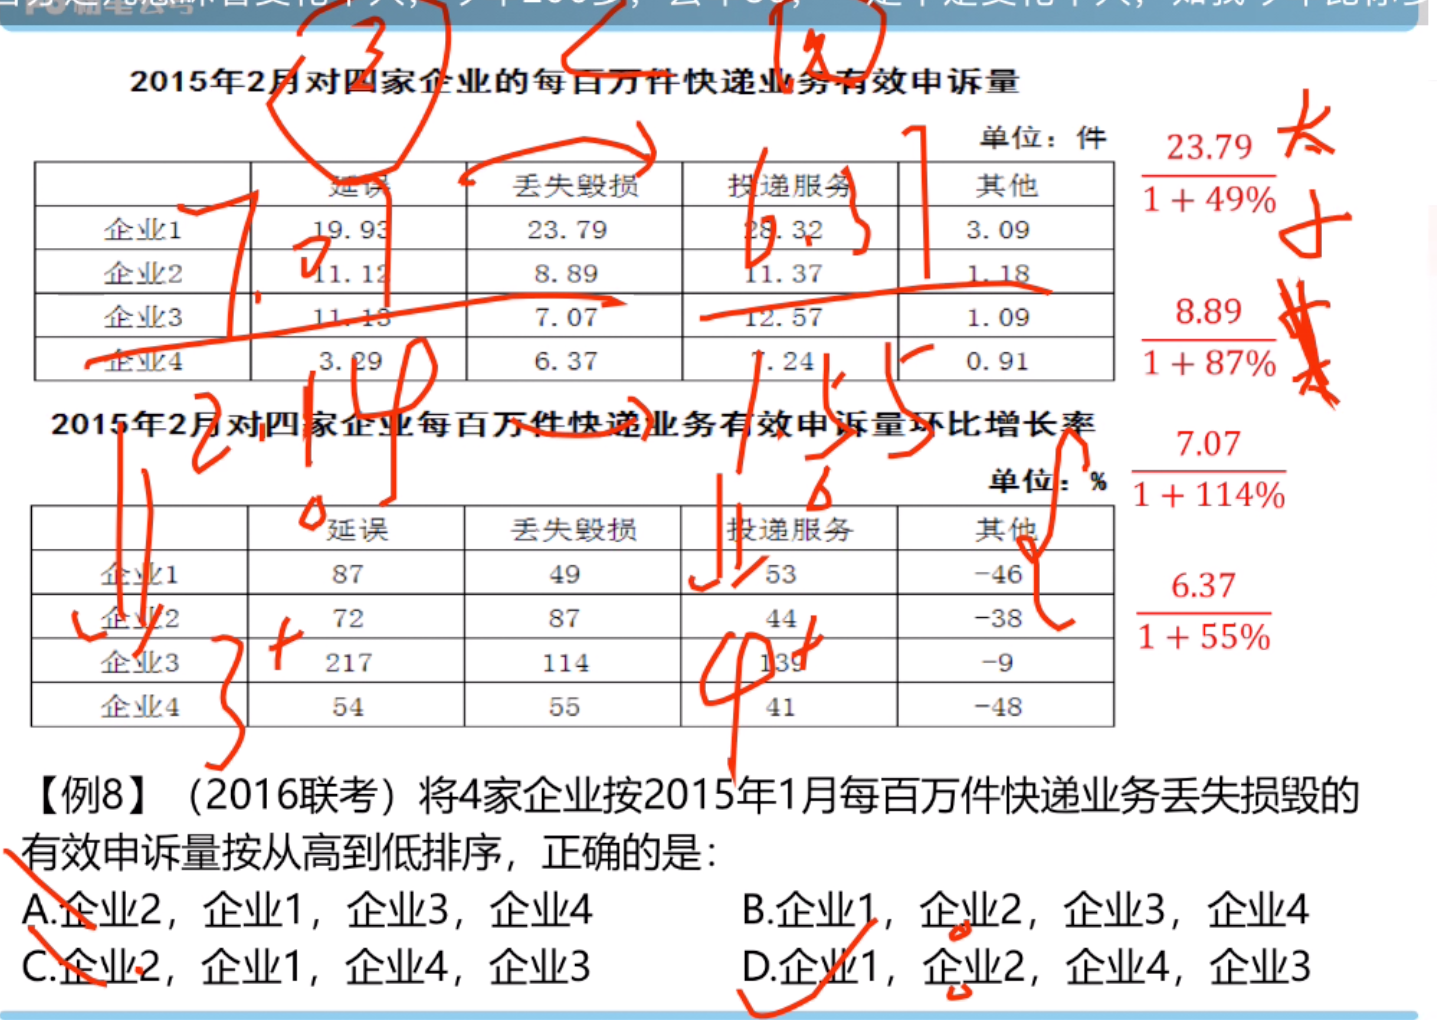 2015年2月对四家企业的每百万件快递业务有效申诉量
单位：件
延误 丢失毁损 投递服务 其他
企业1 19.93 23.79 28.32 3.09
企业2 11.12 8.89 11.37 1.18
企业3 11.13 7.07 12.57 1.09
企业4 3.29 6.37 7.24 0.91
23.79
1 + 49%
8.89
1 + 87%
7.07
1 + 114%
6.37
1 + 55%
2015年2月对四家企业每百万件快递业务有效申诉量环比增长率
单位：%
延误 丢失毁损 投递服务 其他
企业1 87 49 53 -46
企业2 72 87 44 -38
企业3 217 114 139 -9
企业4 54 55 41 -48
【例8】（2016联考）将4家企业按2015年1月每百万件快递业务丢失损毁的
有效申诉量按从高到低排序，正确的是：
A.企业2，企业1，企业3，企业4 B.企业1，企业2，企业3，企业4
C.企业2，企业1，企业4，企业3 D.企业1，企业2，企业4，企业3